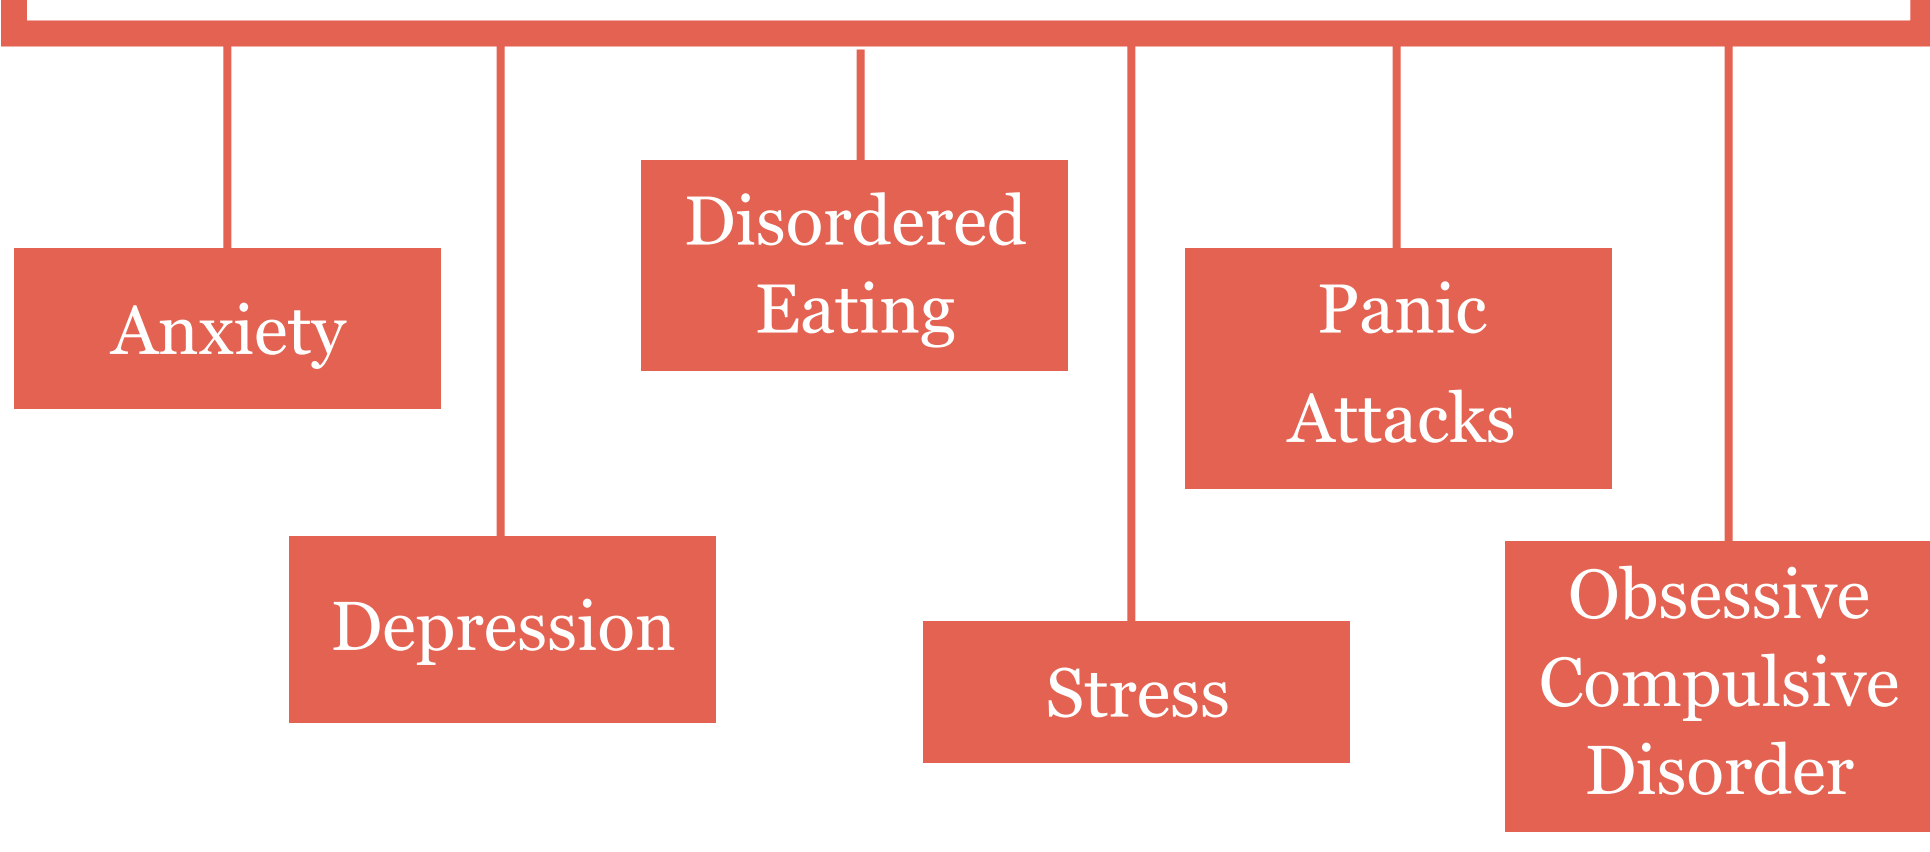 Anxiety
Depression
Disordered
Eating
Stress
Panic
Attacks
Obsessive
Compulsive
Disorder